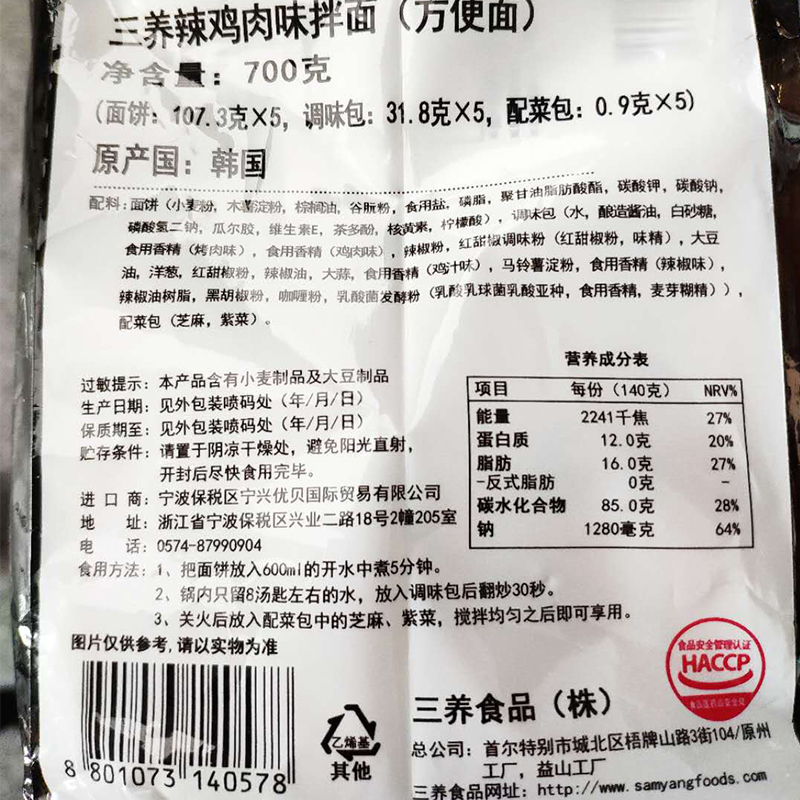 三养辣鸡肉味拌面（方便面）
净含量：700克
（面饼：107.3克×5，调味包：31.8克×5，配菜包：0.9克×5）
原产国：韩国
配料：面饼（小麦粉，木薯淀粉，棕榈油，谷朊粉，食用盐，磷脂，聚甘油脂肪酸酯，碳酸钾，碳酸钠，
磷酸氢二钠，瓜尔胶，维生素E，茶多酚，核黄素，柠檬酸），调味包（水，酿造酱油，白砂糖，
食用香精（烤肉味），食用香精（鸡肉味），辣椒粉，红甜椒调味粉（红甜椒粉，味精），大豆
油，洋葱，红甜椒粉，辣椒油，大蒜，食用香精（鸡汁味），马铃薯淀粉，食用香精（辣椒味），
辣椒油树脂，黑胡椒粉，咖喱粉，乳酸菌发酵粉（乳酸乳球菌乳酸亚种，食用香精，麦芽糊精）），
配菜包（芝麻，紫菜）。
过敏提示：本产品含有小麦制品及大豆制品
生产日期：见外包装喷码处（年/月/日）
保质期至：见外包装喷码处（年/月/日）
贮存条件：请置于阴凉干燥处，避免阳光直射，
开封后尽快食用完毕。
进口商：宁波保税区宁兴优贝国际贸易有限公司
地址：浙江省宁波保税区兴业二路18号2幢205室
电话：0574-87990904
食用方法：1、把面饼放入600ml的开水中煮5分钟。
2、锅内只留8汤匙左右的水，放入调味包后翻炒30秒。
3、关火后放入配菜包中的芝麻、紫菜，搅拌均匀之后即可享用。
图片仅供参考，请以实物为准
营养成分表
项目 每份（140克） NRV%
能量 2241千焦 27%
蛋白质 12.0克 20%
脂肪 16.0克 27%
-反式脂肪 0克 -
碳水化合物 85.0克 28%
钠 1280毫克 64%
8 801073 140578
乙烯基
其他
食品安全管理认证
HACCP
三养食品（株）
总公司：首尔特别市城北区梧牌山路3街104/原州
工厂，益山工厂
三养食品网址：http://www.samyangfoods.com